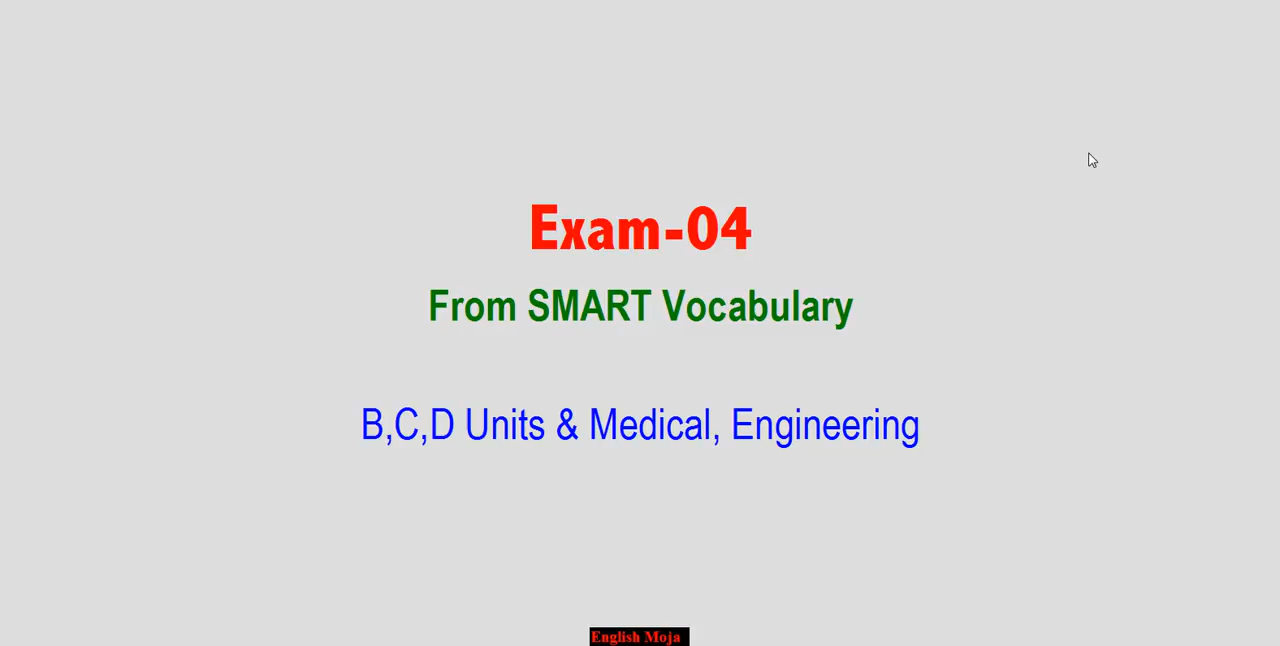 Exam-04
From SMART Vocabulary
B,C,D Units & Medical, Engineering
English Moja